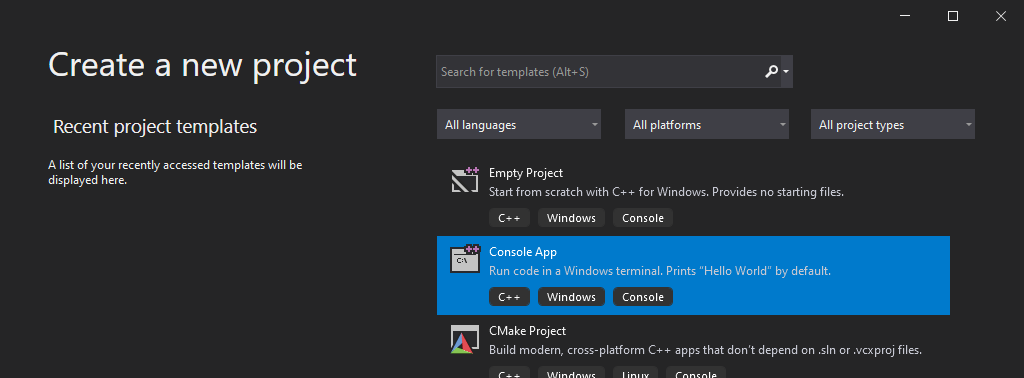 Create a new project
Search for templates (Alt+S)
Recent project templates
A list of your recently accessed templates will be
displayed here.
All languages
All platforms
All project types
Empty Project
Start from scratch with C++ for Windows. Provides no starting files.
C++ Windows Console
C:\
Console App
Run code in a Windows terminal. Prints "Hello World" by default.
C++ Windows Console
CMake Project
Build modern, cross-platform C++ apps that don't depend on .sln or .vcxproj files.
C++ Windows Linux Console